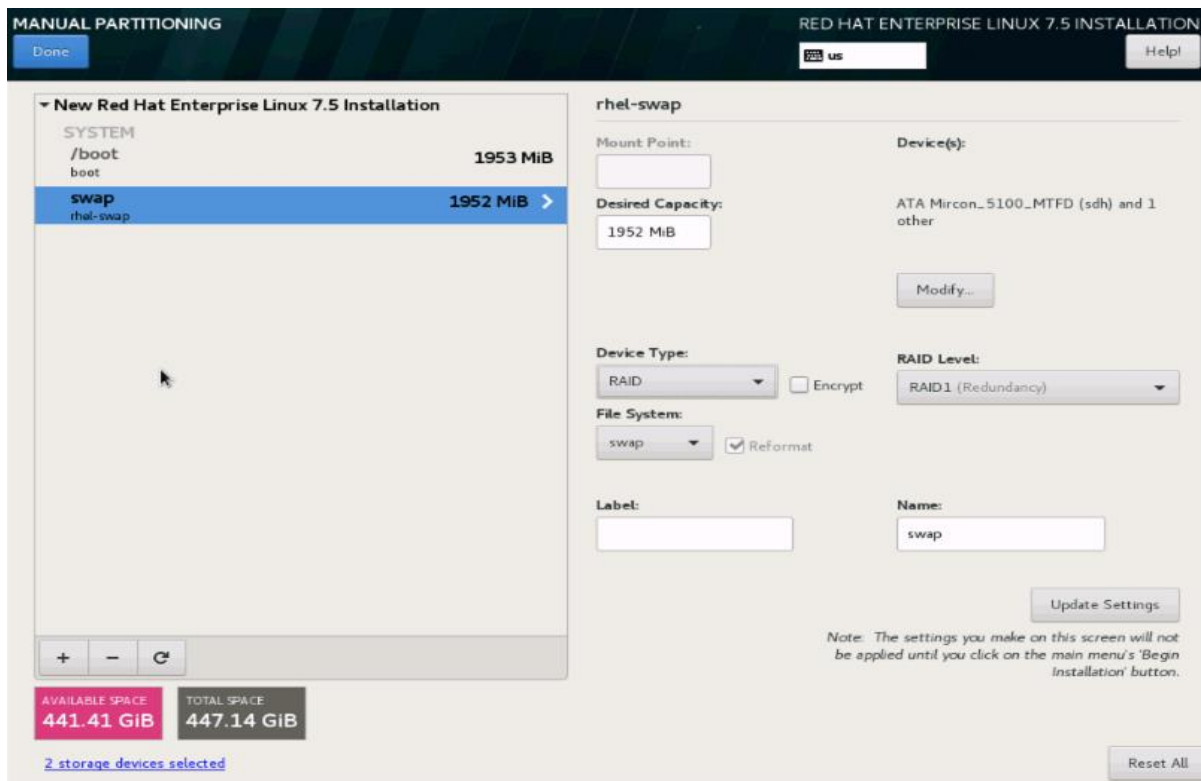 MANUAL PARTITIONING
RED HAT ENTERPRISE LINUX 7.5 INSTALLATION
Done
us
Help!
New Red Hat Enterprise Linux 7.5 Installation
SYSTEM
/boot
1953 MiB
boot
swap
1952 MiB
rhel-swap
rhel-swap
Mount Point:
Device(s):
Desired Capacity:
1952 MiB
ATA Mircon_5100_MTFD (sdh) and 1
other
Modify...
Device Type:
RAID
Encrypt
RAID Level:
RAID1 (Redundancy)
File System:
swap
Reformat
Label:
Name:
swap
Update Settings
Note: The settings you make on this screen will not
be applied until you click on the main menu's 'Begin
Installation' button.
AVAILABLE SPACE
441.41 GiB
TOTAL SPACE
447.14 GiB
2 storage devices selected
Reset All